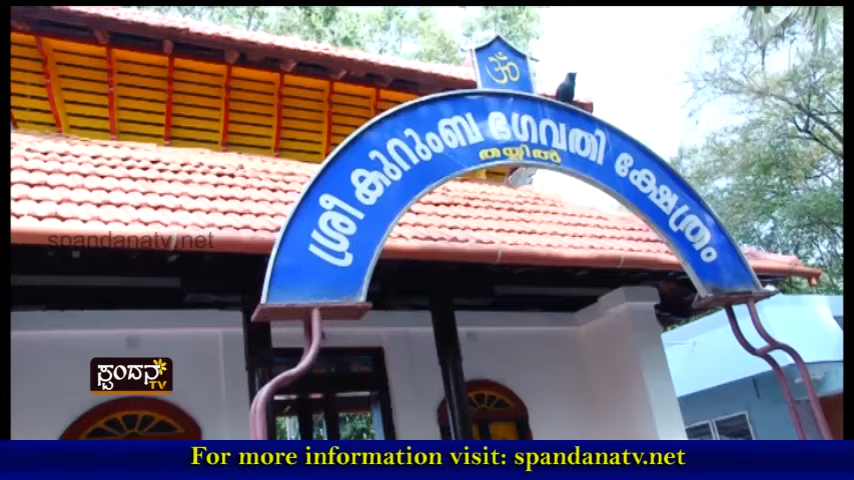 ॐ
ശ്രീ കുറുംബ ഭഗവതി ക്ഷേത്രം
തയ്യിൽ
spandanatv.net
ಸ್ಪಂದನ
TV
For more information visit: spandanatv.net